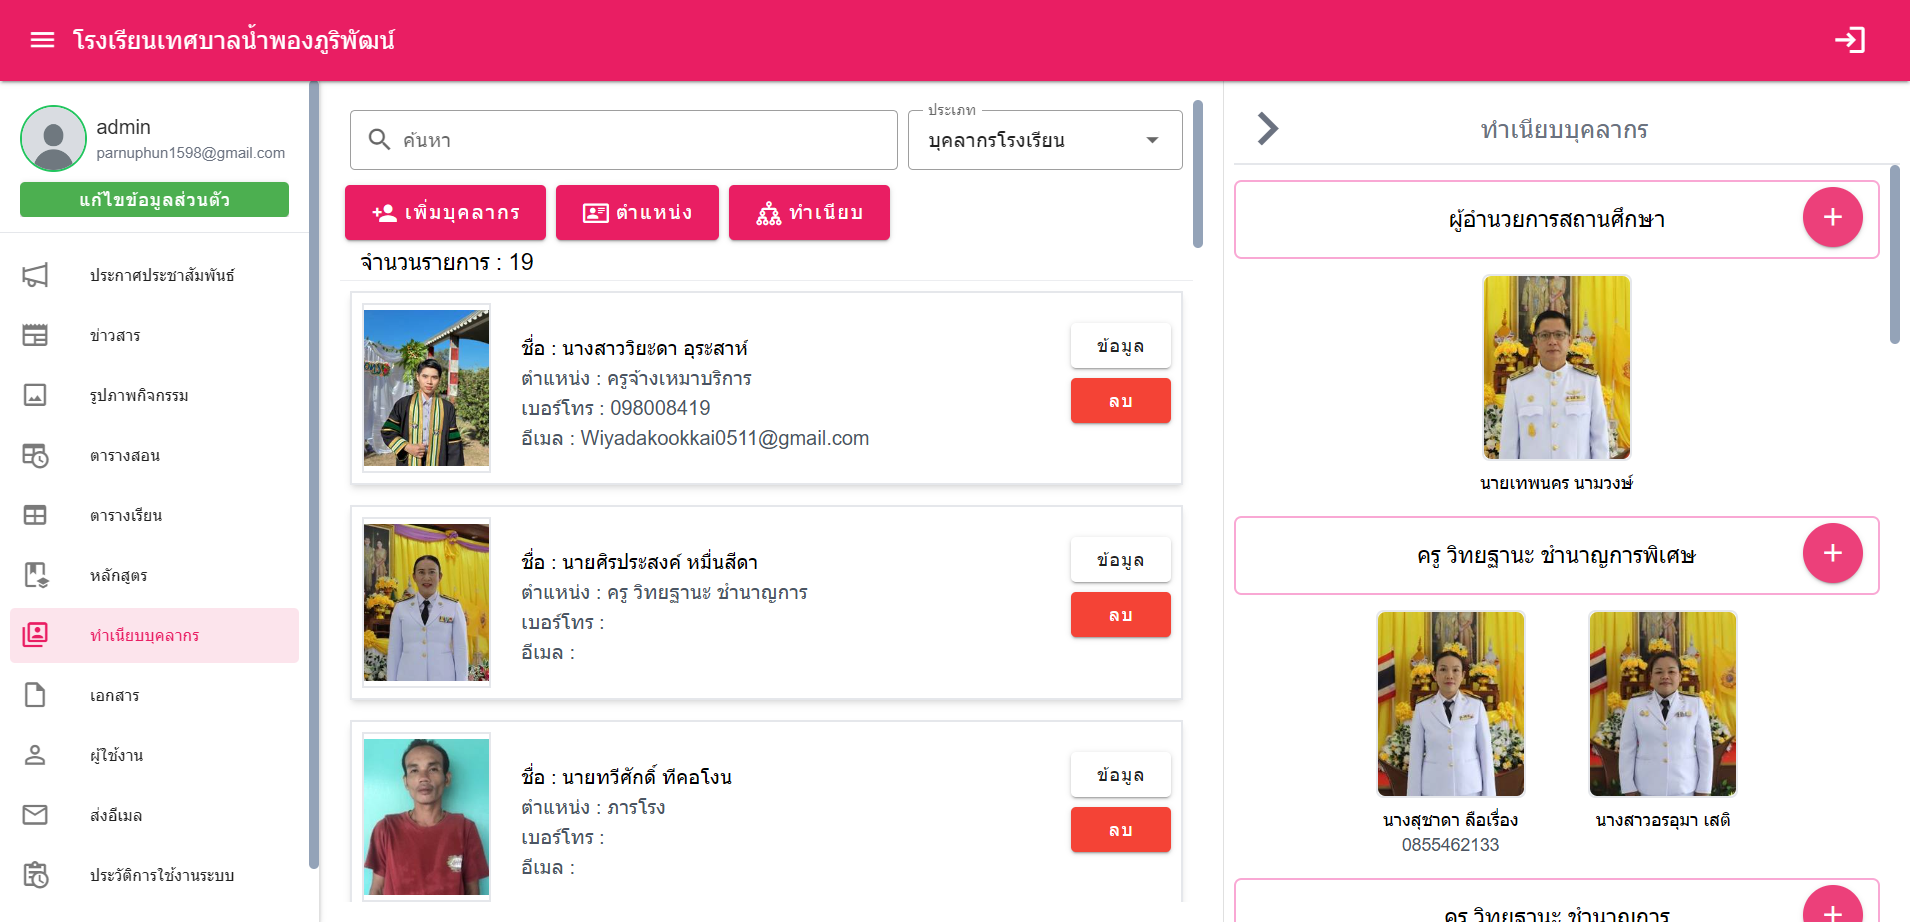 โรงเรียนเทศบาลน้ำพองภูริพัฒน์
admin
parnuphun1598@gmail.com
แก้ไขข้อมูลส่วนตัว
ประกาศประชาสัมพันธ์
ข่าวสาร
รูปภาพกิจกรรม
ตารางสอน
ตารางเรียน
หลักสูตร
ทำเนียบบุคลากร
เอกสาร
ผู้ใช้งาน
ส่งอีเมล
ประวัติการใช้งานระบบ
ค้นหา
ประเภท
บุคลากรโรงเรียน
เพิ่มบุคลากร
ตำแหน่ง
ทำเนียบ
จำนวนรายการ : 19
ชื่อ : นางสาววิยะดา อุระสาห์
ตำแหน่ง : ครูจ้างเหมาบริการ
เบอร์โทร : 098008419
อีเมล : Wiyadakookkai0511@gmail.com
ข้อมูล
ลบ
ชื่อ : นายศิรประสงค์ หมื่นสีดา
ตำแหน่ง : ครู วิทยฐานะ ชำนาญการ
เบอร์โทร :
อีเมล :
ข้อมูล
ลบ
ชื่อ : นายทวีศักดิ์ ทีคอโงน
ตำแหน่ง : ภารโรง
เบอร์โทร :
อีเมล :
ข้อมูล
ลบ
ทำเนียบบุคลากร
ผู้อำนวยการสถานศึกษา
นายเทพนคร นามวงษ์
ครู วิทยฐานะ ชำนาญการพิเศษ
นางสุชาดา ลือเรื่อง
0855462133
นางสาวอรอุมา เสติ
ครู วิทยฐานะ ชำนาญการ